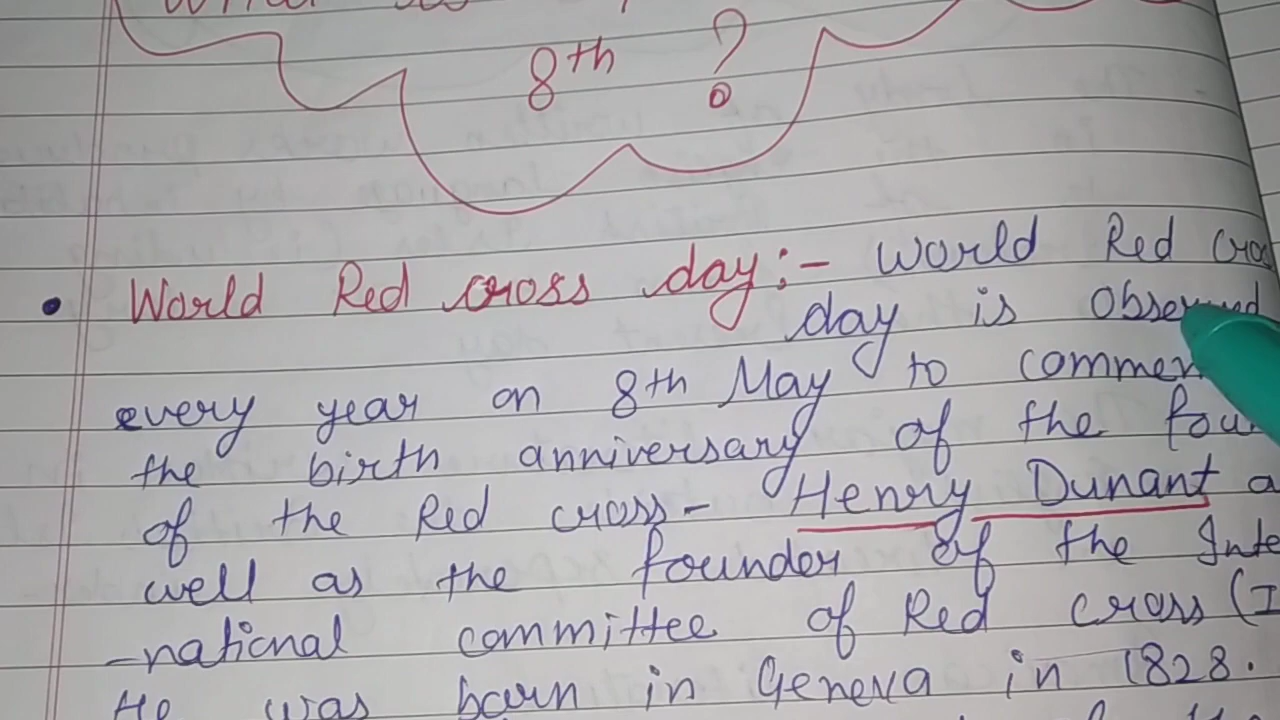 8th ?
• World Red cross day:- World Red
day is
every year on 8th May to
the birth anniversary of the
of the Red cross- Henry Dunant
well as the founder of the Inte
-national committee of Red cross (I
He was born in Geneva in 1828.